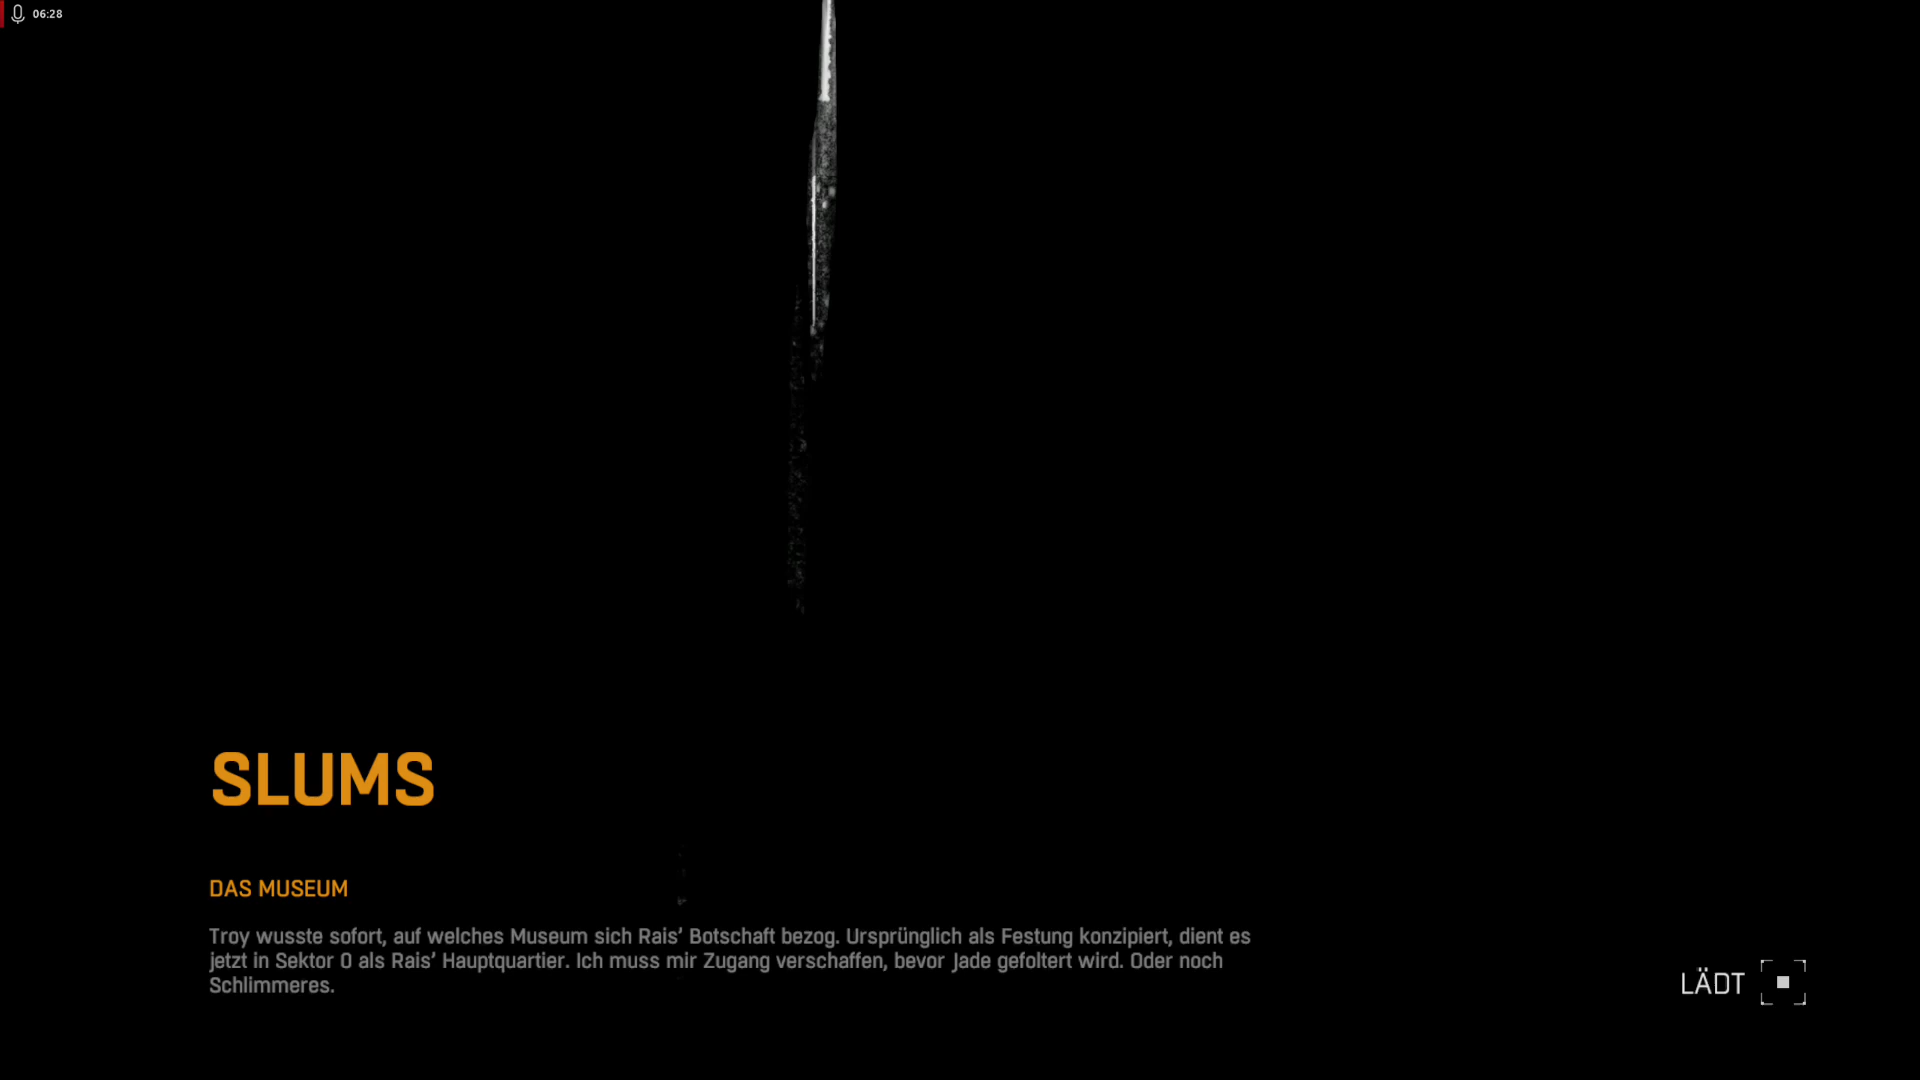 06:28
SLUMS
DAS MUSEUM
Troy wusste sofort, auf welches Museum sich Rais’ Botschaft bezog. Ursprünglich als Festung konzipiert, dient es
jetzt in Sektor 0 als Rais’ Hauptquartier. Ich muss mir Zugang verschaffen, bevor Jade gefoltert wird. Oder noch
Schlimmeres.
LÄDT